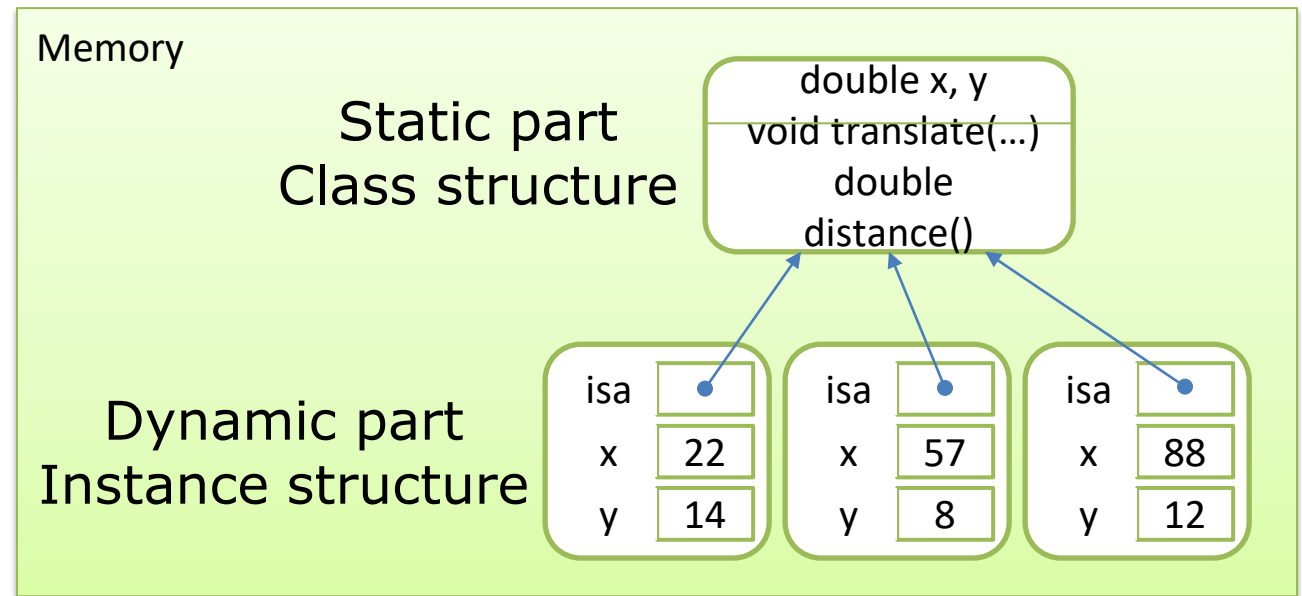 Memory
Static part
Class structure
double x, y
void translate(…)
double
distance()
Dynamic part
Instance structure
isa
x 22
y 14
isa
x 57
y 8
isa
x 88
y 12